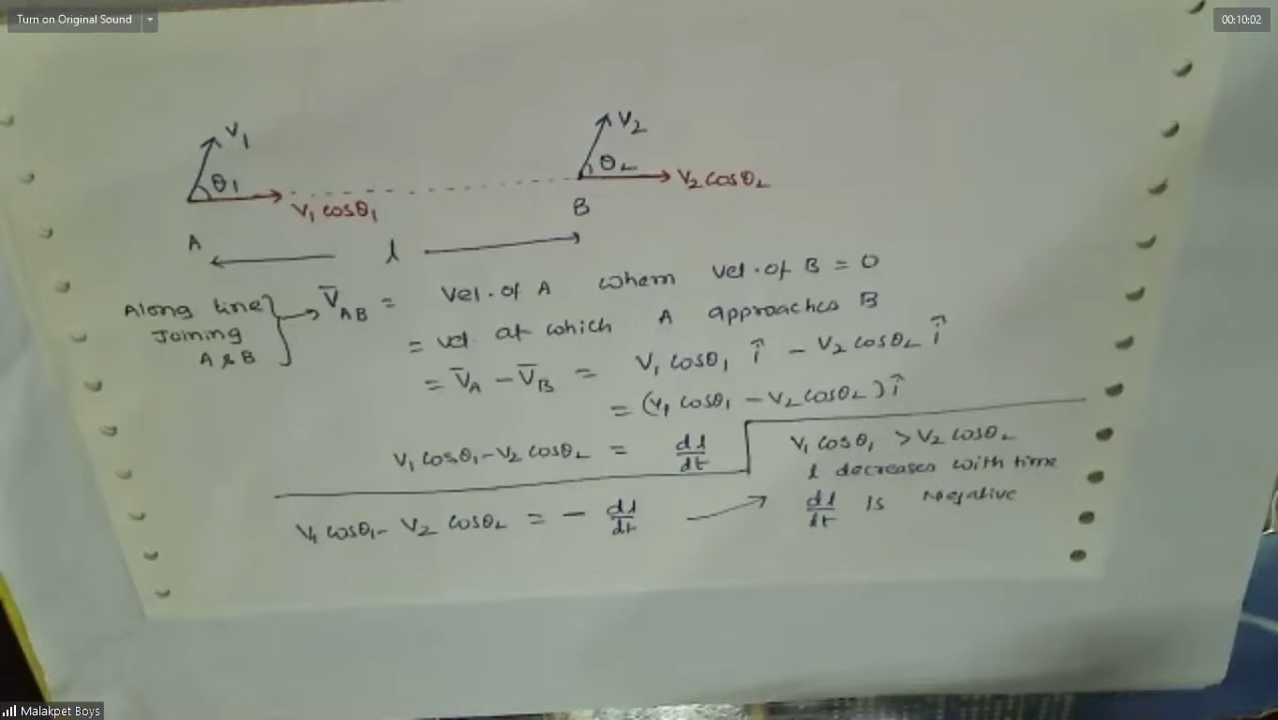 Turn on Original Sound
00:10:02
V₁
V₂
θ₁
θ₂
V₁ cosθ₁
V₂ cosθ₂
A
B
l
Along line Joining A & B
V̄_AB = Vel. of A when vel. of B = 0
= vel at which A approaches B
= V̄_A − V̄_B = V₁ cosθ₁ î − V₂ cosθ₂ î
= (V₁ cosθ₁ − V₂ cosθ₂) î
V₁ cosθ₁ − V₂ cosθ₂ = dl/dt
V₁ cosθ₁ > V₂ cosθ₂
l decreases with time
dl/dt is Negative
V₁ cosθ₁ − V₂ cosθ₂ = − dl/dt
Malakpet Boys